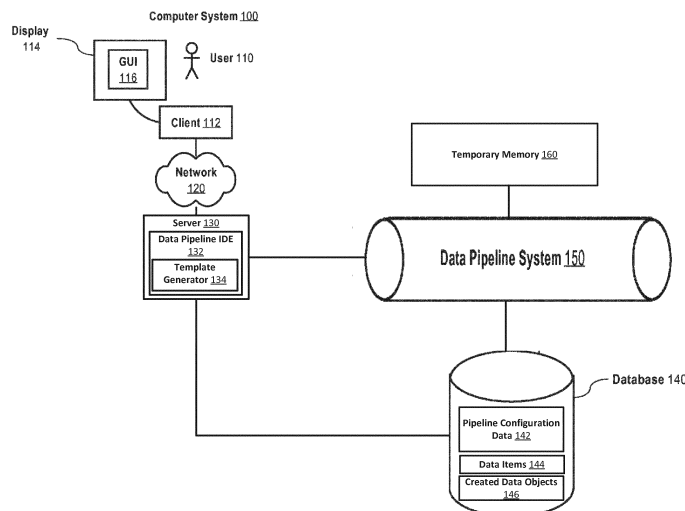 Computer System 100
Display
114
GUI
116
User 110
Client 112
Network
120
Server 130
Data Pipeline IDE
132
Template
Generator 134
Temporary Memory 160
Data Pipeline System 150
Database 140
Pipeline Configuration
Data 142
Data Items 144
Created Data Objects
146